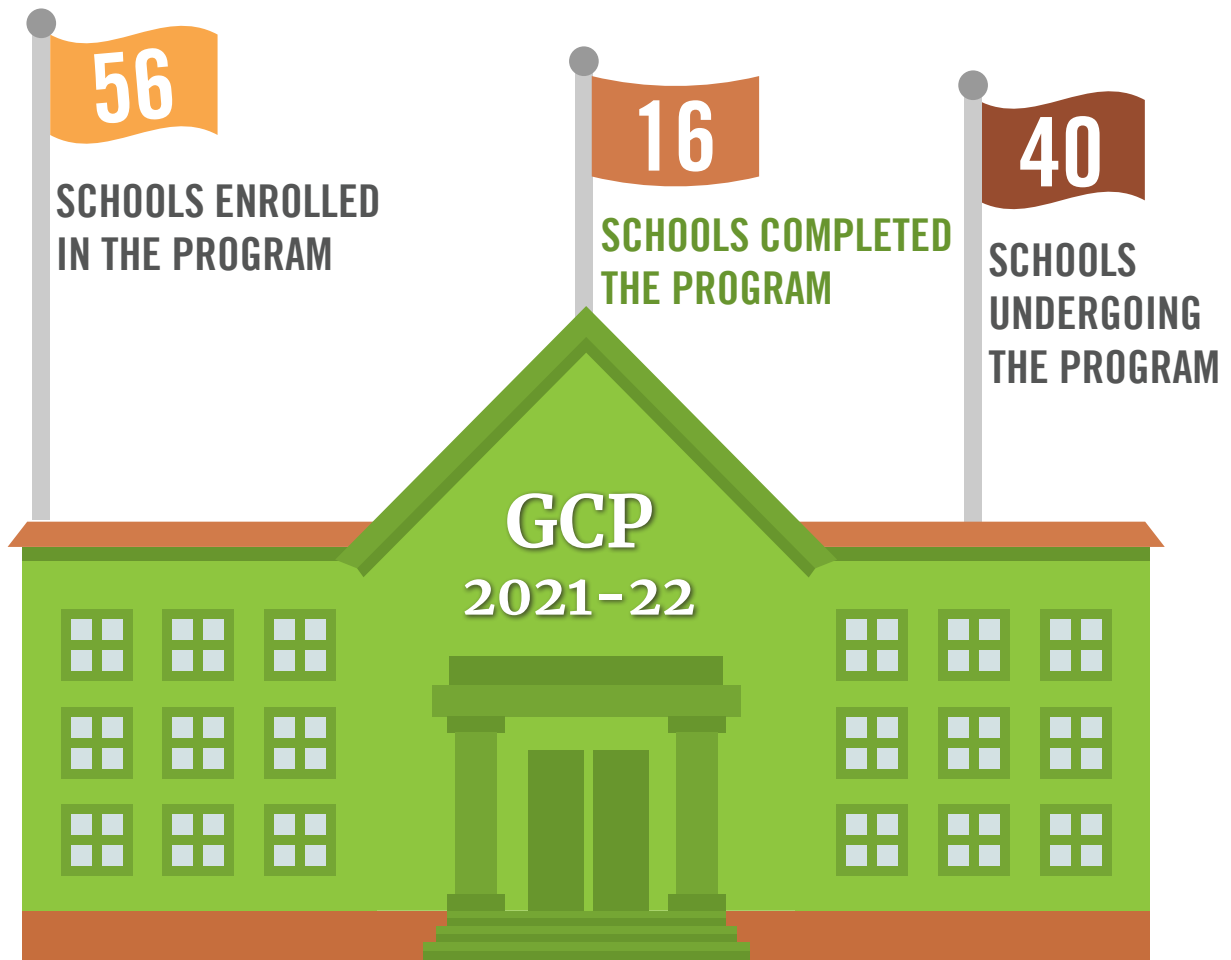 56
SCHOOLS ENROLLED
IN THE PROGRAM
16
SCHOOLS COMPLETED
THE PROGRAM
40
SCHOOLS
UNDERGOING
THE PROGRAM
GCP
2021-22